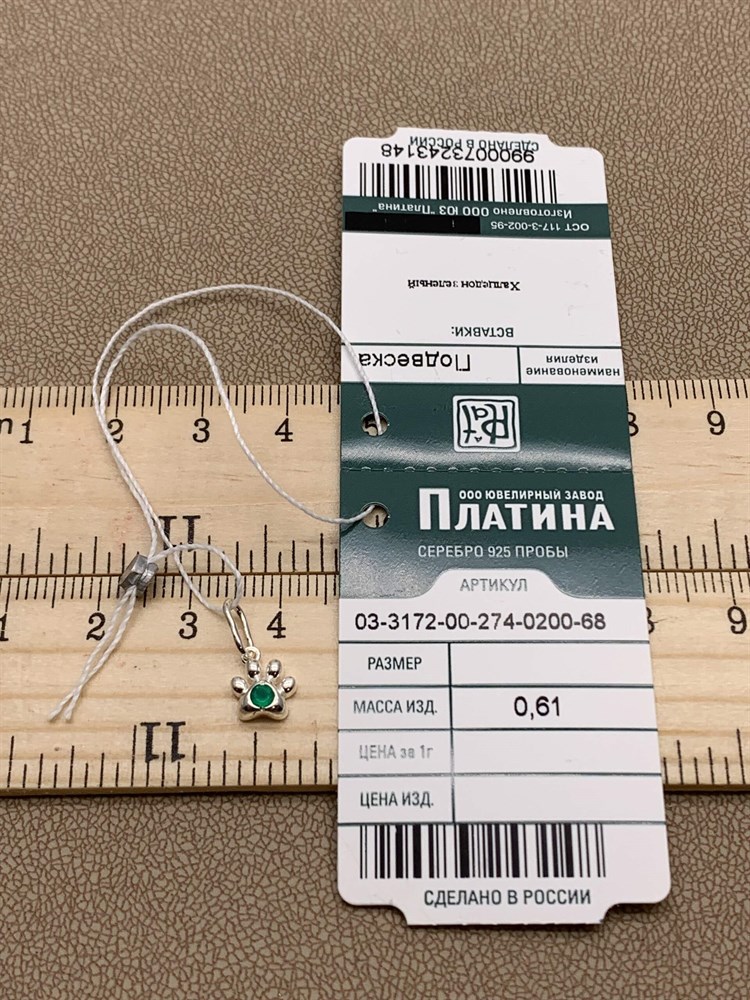 СДЕЛАНО В РОССИИ
9900073243148
Изготовлено ООО ЮЗ "Платина"
ОСТ 117-3-002-95
Халцедон зеленый
ВСТАВКИ:
Подвеска
наименование
изделия
Plat
ООО ЮВЕЛИРНЫЙ ЗАВОД
ПЛАТИНА
СЕРЕБРО 925 ПРОБЫ
АРТИКУЛ
03-3172-00-274-0200-68
РАЗМЕР
МАССА ИЗД. 0,61
ЦЕНА за 1г
ЦЕНА ИЗД.
СДЕЛАНО В РОССИИ
1 2 3 4 8 9
11
1 2 3 4 8 9
11